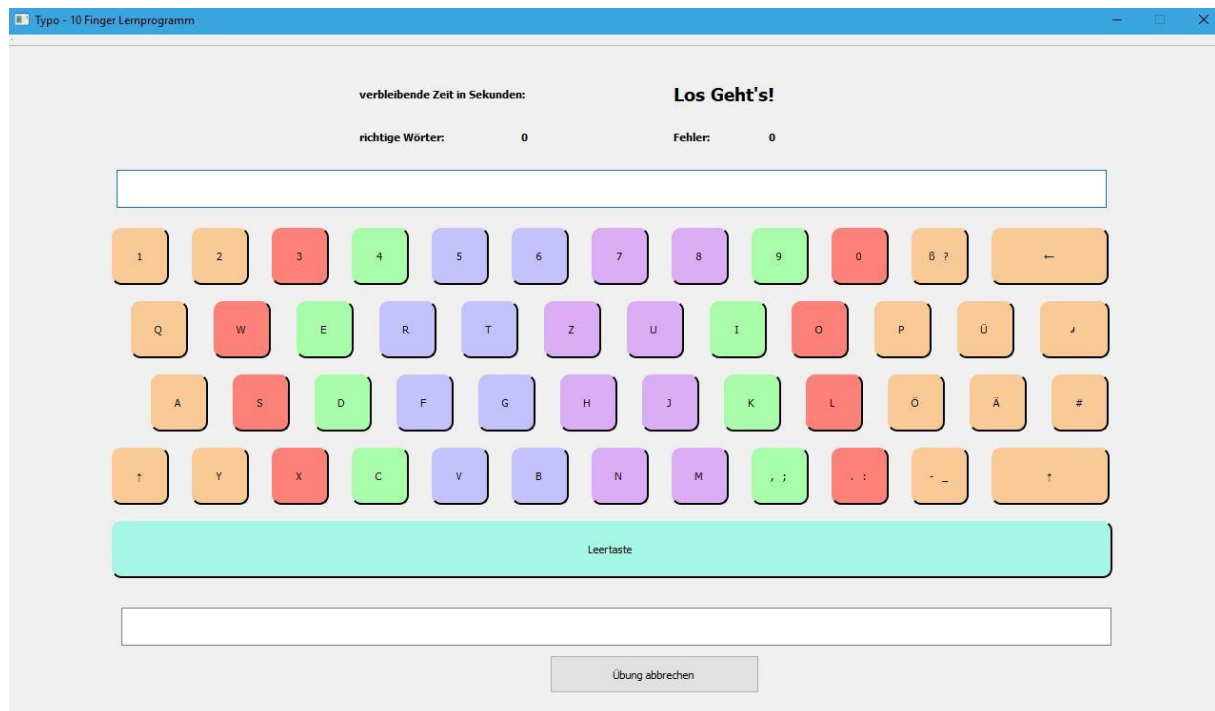 Typo - 10 Finger Lernprogramm
verbleibende Zeit in Sekunden: Los Geht's!
richtige Wörter: 0 Fehler: 0
1 2 3 4 5 6 7 8 9 0 ß ? ←
Q W E R T Z U I O P Ü
A S D F G H J K L Ö Ä #
↑ Y X C V B N M , ; . : - _ ↑
Leertaste
Übung abbrechen